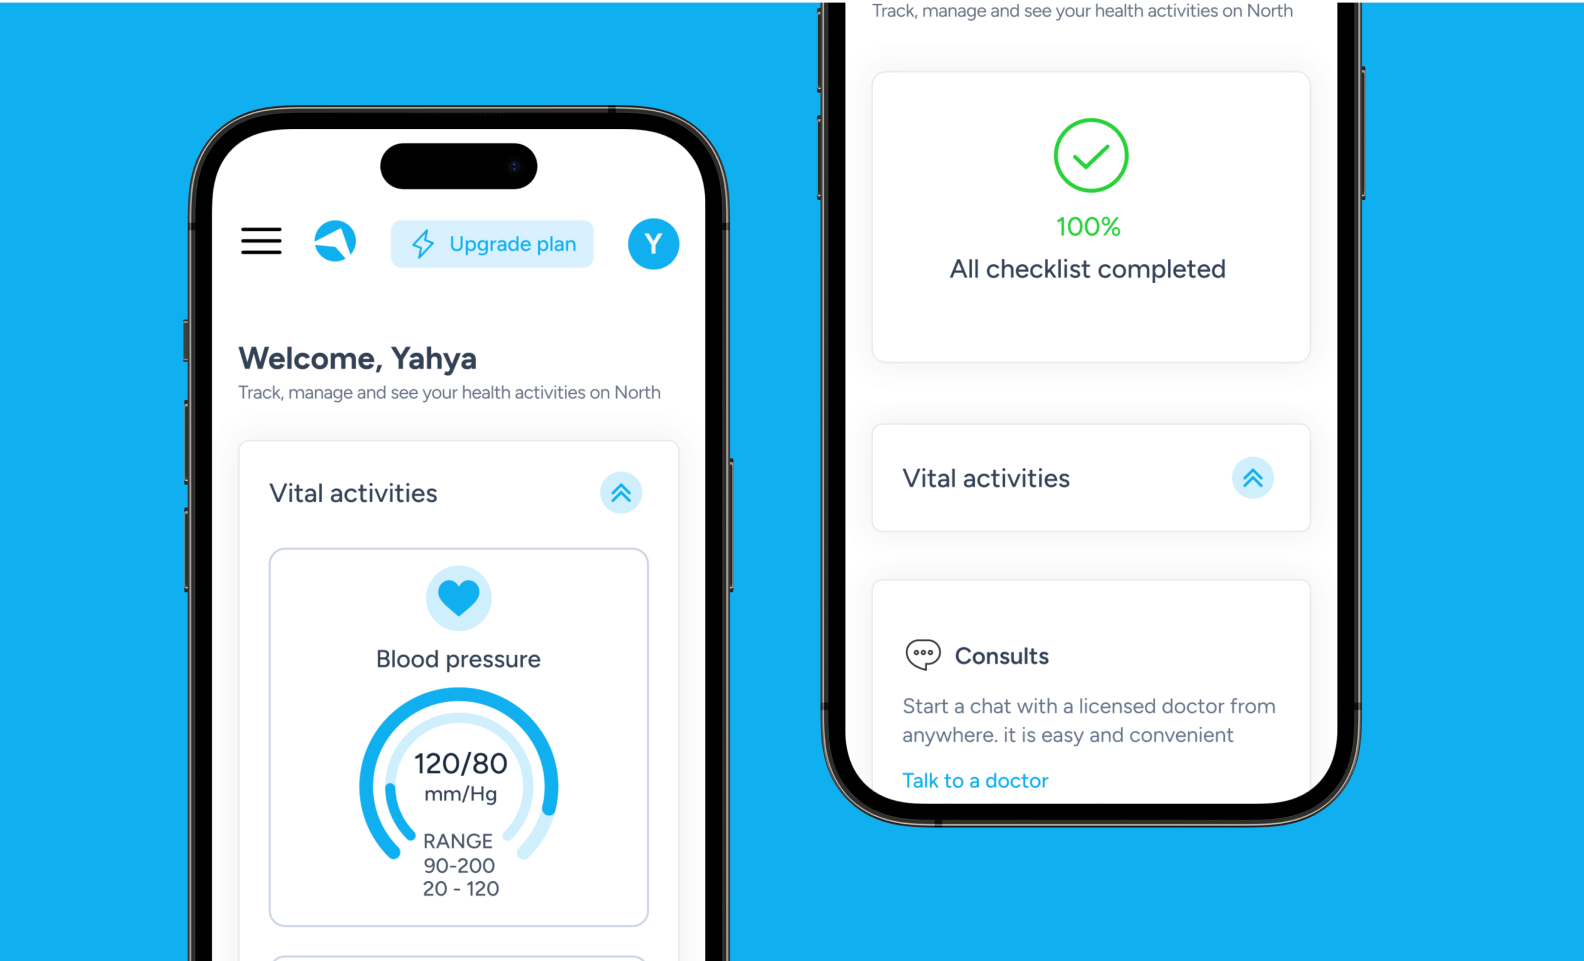 Upgrade plan
Y
Welcome, Yahya
Track, manage and see your health activities on North
Vital activities
Blood pressure
120/80
mm/Hg
RANGE
90-200
20 - 120
Track, manage and see your health activities on North
100%
All checklist completed
Vital activities
Consults
Start a chat with a licensed doctor from
anywhere. it is easy and convenient
Talk to a doctor